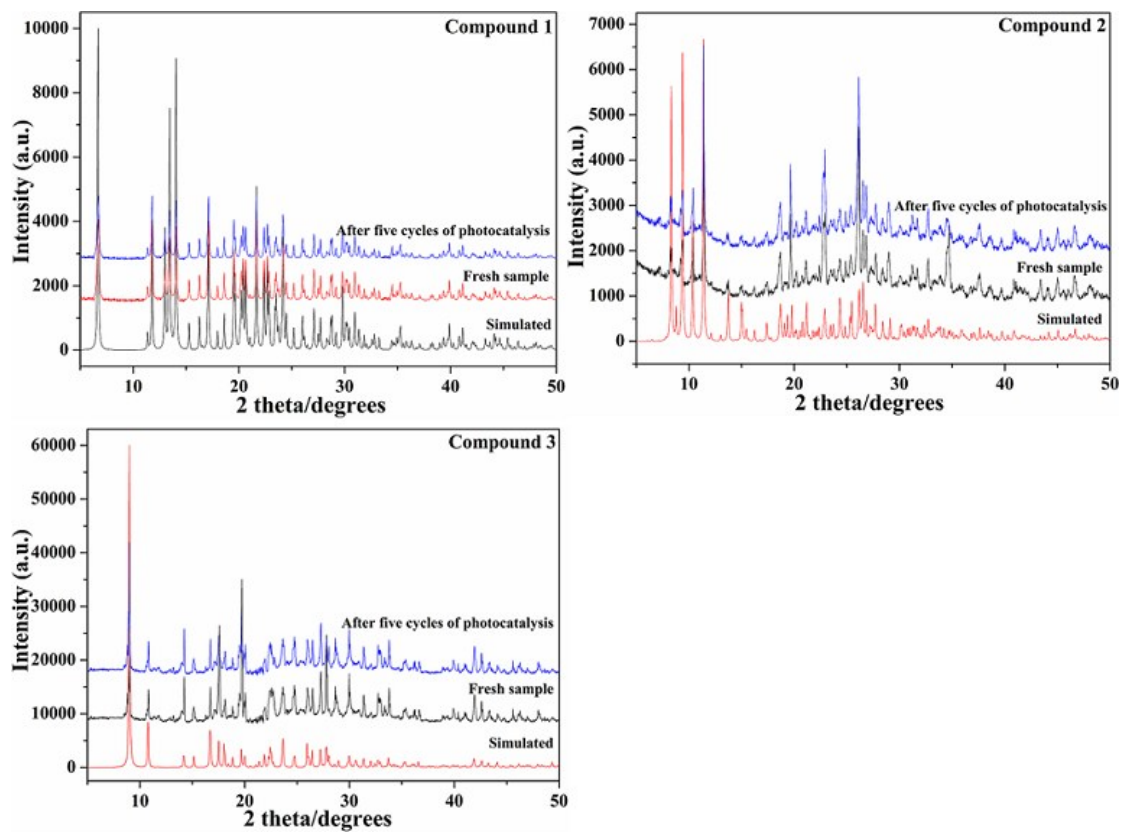 Compound 1
Intensity (a.u.)
10000
8000
6000
4000
2000
0
After five cycles of photocatalysis
Fresh sample
Simulated
10 20 30 40 50
2 theta/degrees
Compound 2
Intensity (a.u.)
7000
6000
5000
4000
3000
2000
1000
0
After five cycles of photocatalysis
Fresh sample
Simulated
10 20 30 40 50
2 theta/degrees
Compound 3
Intensity (a.u.)
60000
50000
40000
30000
20000
10000
0
After five cycles of photocatalysis
Fresh sample
Simulated
10 20 30 40 50
2 theta/degrees